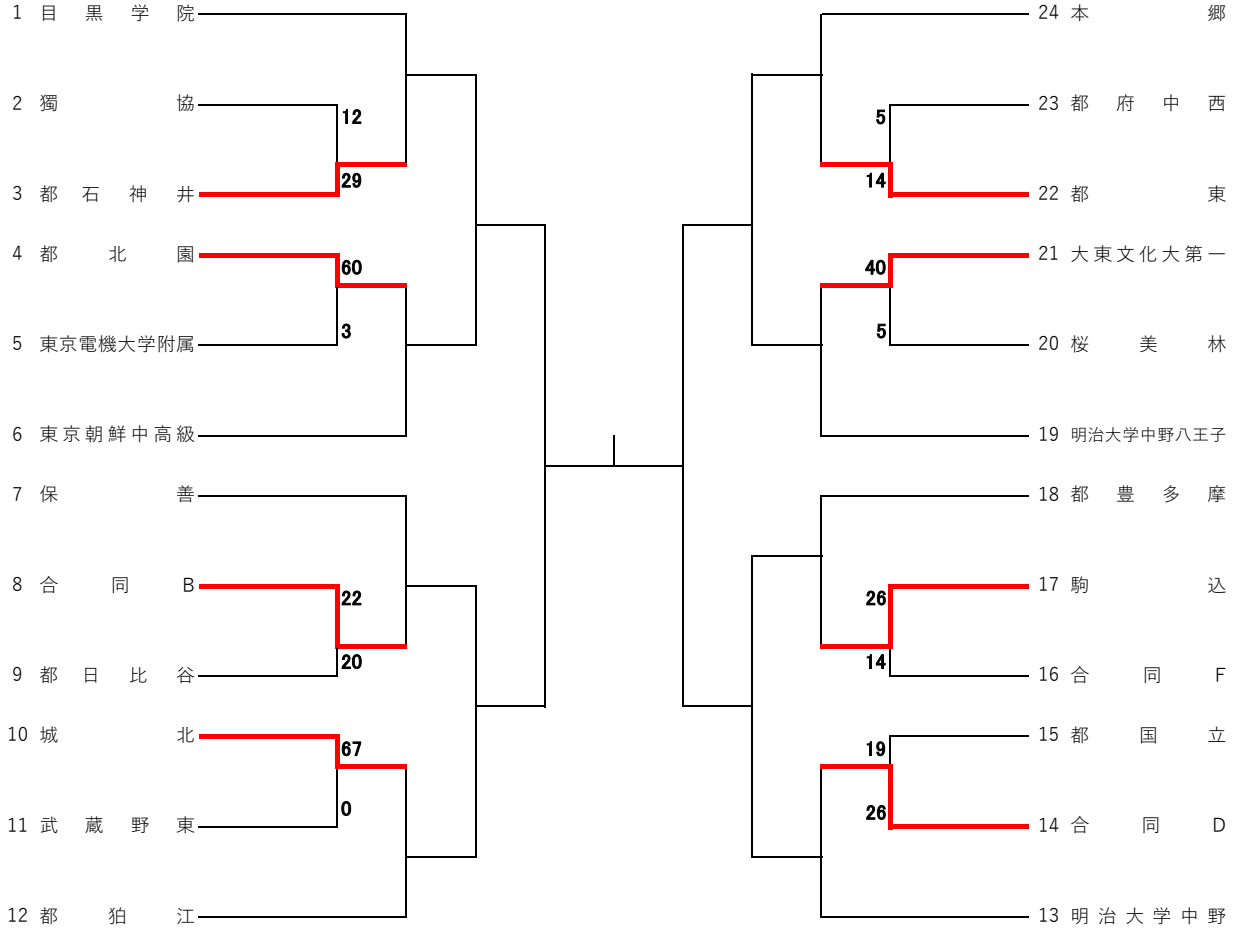 1 目黒学院
2 獨協
12
29
3 都石神井
4 都北園
60
3
5 東京電機大学附属
6 東京朝鮮中高級
7 保善
8 合同B
22
20
9 都日比谷
10 城北
67
0
11 武蔵野東
12 都狛江
24 本郷
23 都府中西
5
14
22 都東
21 大東文化大第一
40
5
20 桜美林
19 明治大学中野八王子
18 都豊多摩
17 駒込
26
14
16 合同F
15 都国立
19
26
14 合同D
13 明治大学中野